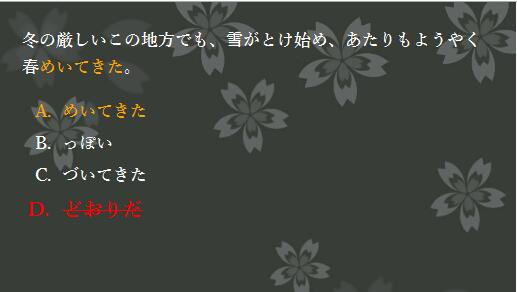 冬の厳しいこの地方でも、雪がとけ始め、あたりもようやく
春めいてきた。
A. めいてきた
B. っぽい
C. づいてきた
D. どおりだ